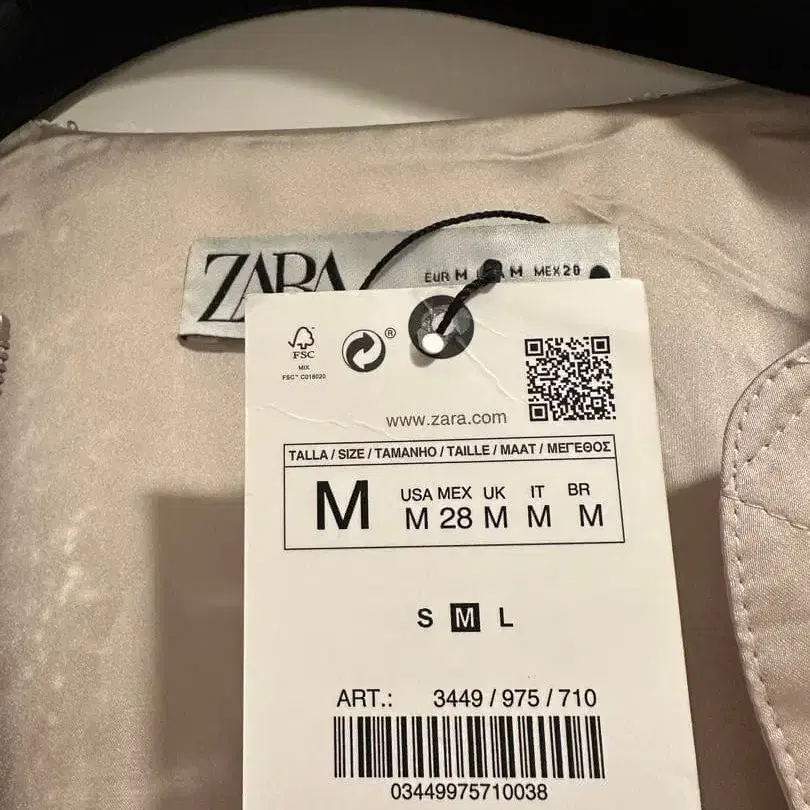 ZARA
EUR M M MEX 28
FSC
MIX
FSC™ C018020
®
www.zara.com
TALLA / SIZE / TAMANHO / TAILLE / MAAT / ΜΕΓΕΘΟΣ
M
USA MEX UK IT BR
M 28 M M M
S M L
ART.: 3449 / 975 / 710
03449975710038